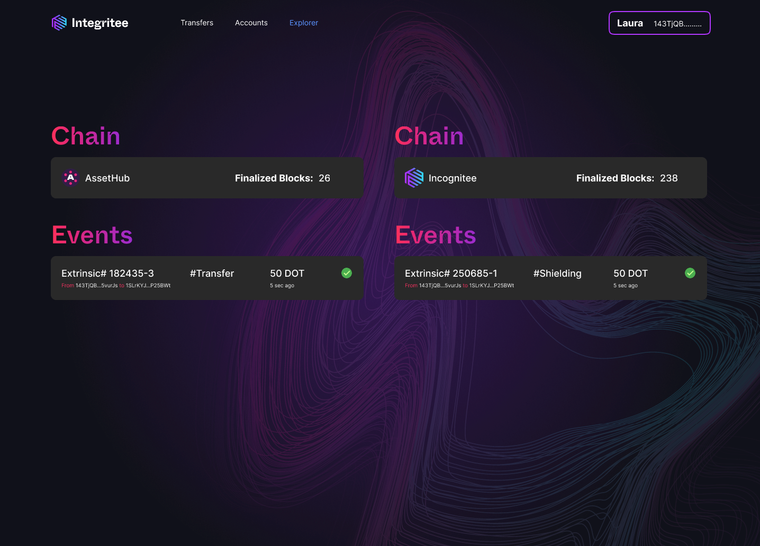 Integritee
Transfers Accounts Explorer
Laura 143TjQB.........
Chain
AssetHub Finalized Blocks: 26
Events
Extrinsic# 182435-3 #Transfer 50 DOT
From 143TjQB...5vurJs to 1SLrKYJ...P25BWt 5 sec ago
Chain
Incognitee Finalized Blocks: 238
Events
Extrinsic# 250685-1 #Shielding 50 DOT
From 143TjQB...5vurJs to 1SLrKYJ...P25BWt 5 sec ago